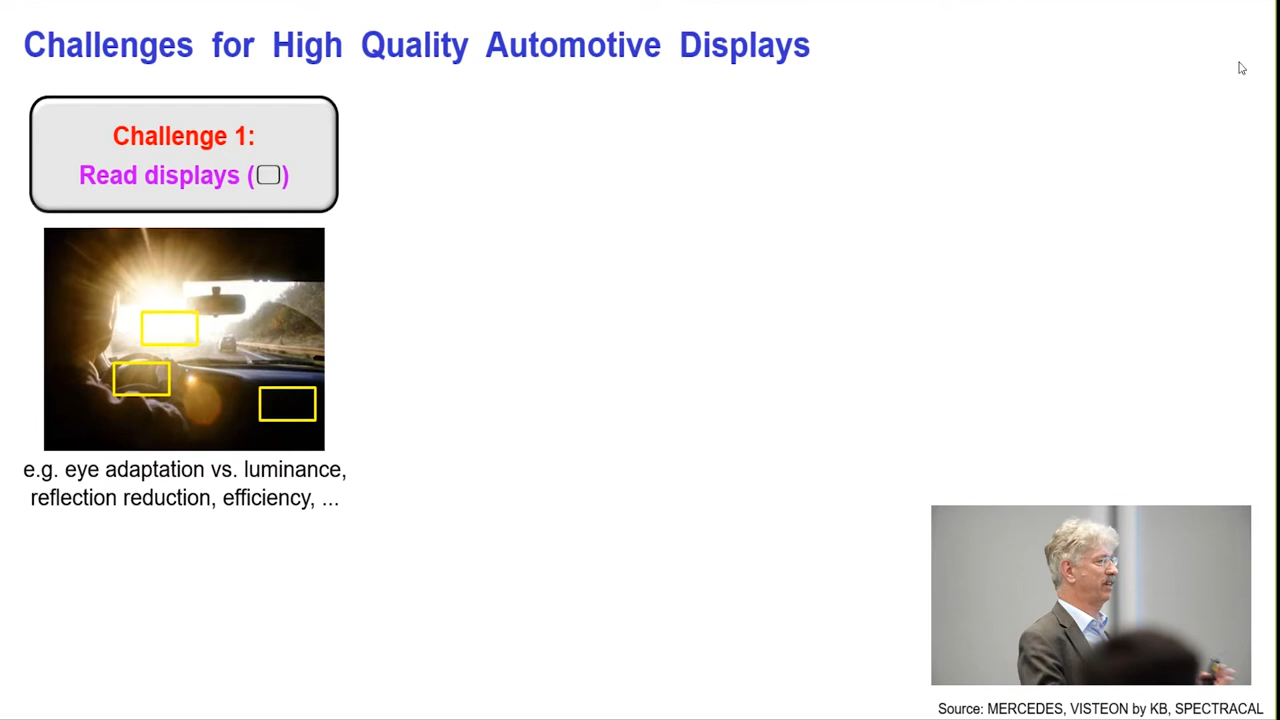 Challenges for High Quality Automotive Displays
Challenge 1:
Read displays (▢)
e.g. eye adaptation vs. luminance,
reflection reduction, efficiency, ...
Source: MERCEDES, VISTEON by KB, SPECTRACAL